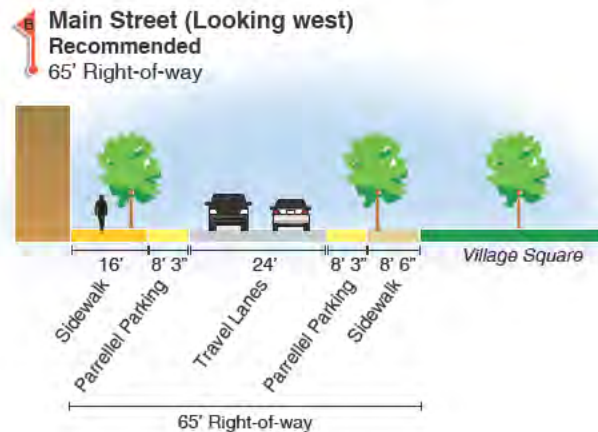 B
Main Street (Looking west)
Recommended
65' Right-of-way
16' 8' 3" 24' 8' 3" 8' 6" Village Square
Sidewalk
Parrellel Parking
Travel Lanes
Parrellel Parking
Sidewalk
65' Right-of-way